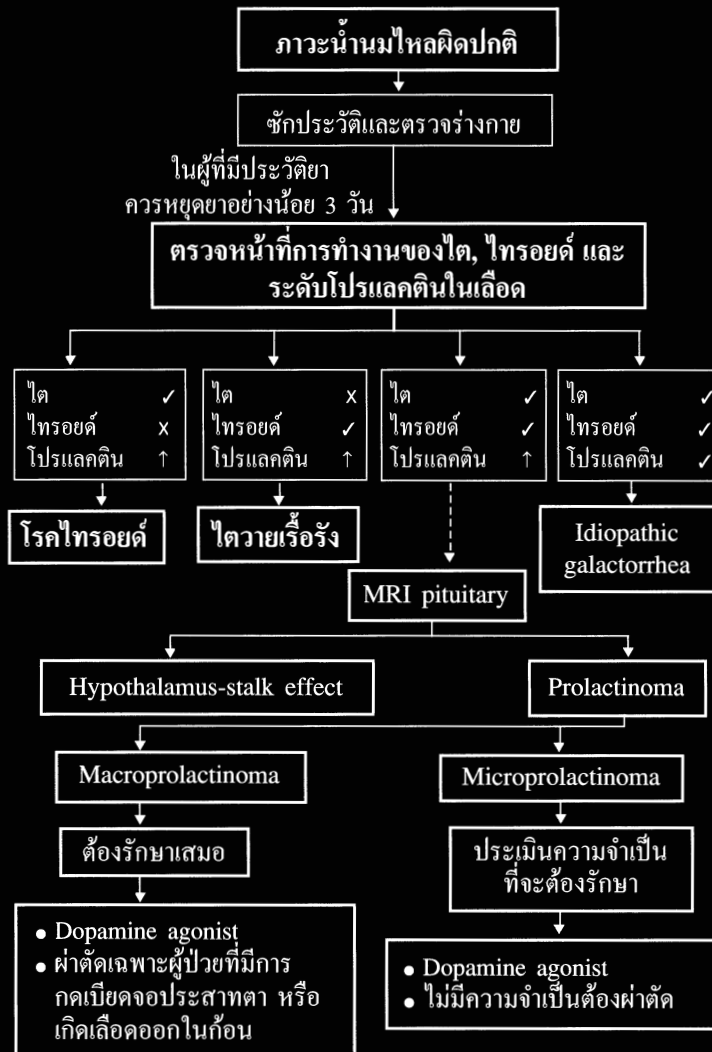 ภาวะน้ำนมไหลผิดปกติ
ซักประวัติและตรวจร่างกาย
ในผู้ที่มีประวัติยา
ควรหยุดยาอย่างน้อย 3 วัน
ตรวจหน้าที่การทำงานของไต, ไทรอยด์ และ
ระดับโปรแลคตินในเลือด
ไต ✓
ไทรอยด์ x
โปรแลคติน ↑
ไต x
ไทรอยด์ ✓
โปรแลคติน ↑
ไต ✓
ไทรอยด์ ✓
โปรแลคติน ↑
ไต ✓
ไทรอยด์ ✓
โปรแลคติน ✓
โรคไทรอยด์
ไตวายเรื้อรัง
Idiopathic
galactorrhea
MRI pituitary
Hypothalamus-stalk effect
Prolactinoma
Macroprolactinoma
Microprolactinoma
ต้องรักษาเสมอ
ประเมินความจำเป็น
ที่จะต้องรักษา
• Dopamine agonist
• ผ่าตัดเฉพาะผู้ป่วยที่มีการ
กดเบียดจอประสาทตา หรือ
เกิดเลือดออกในก้อน
• Dopamine agonist
• ไม่มีความจำเป็นต้องผ่าตัด